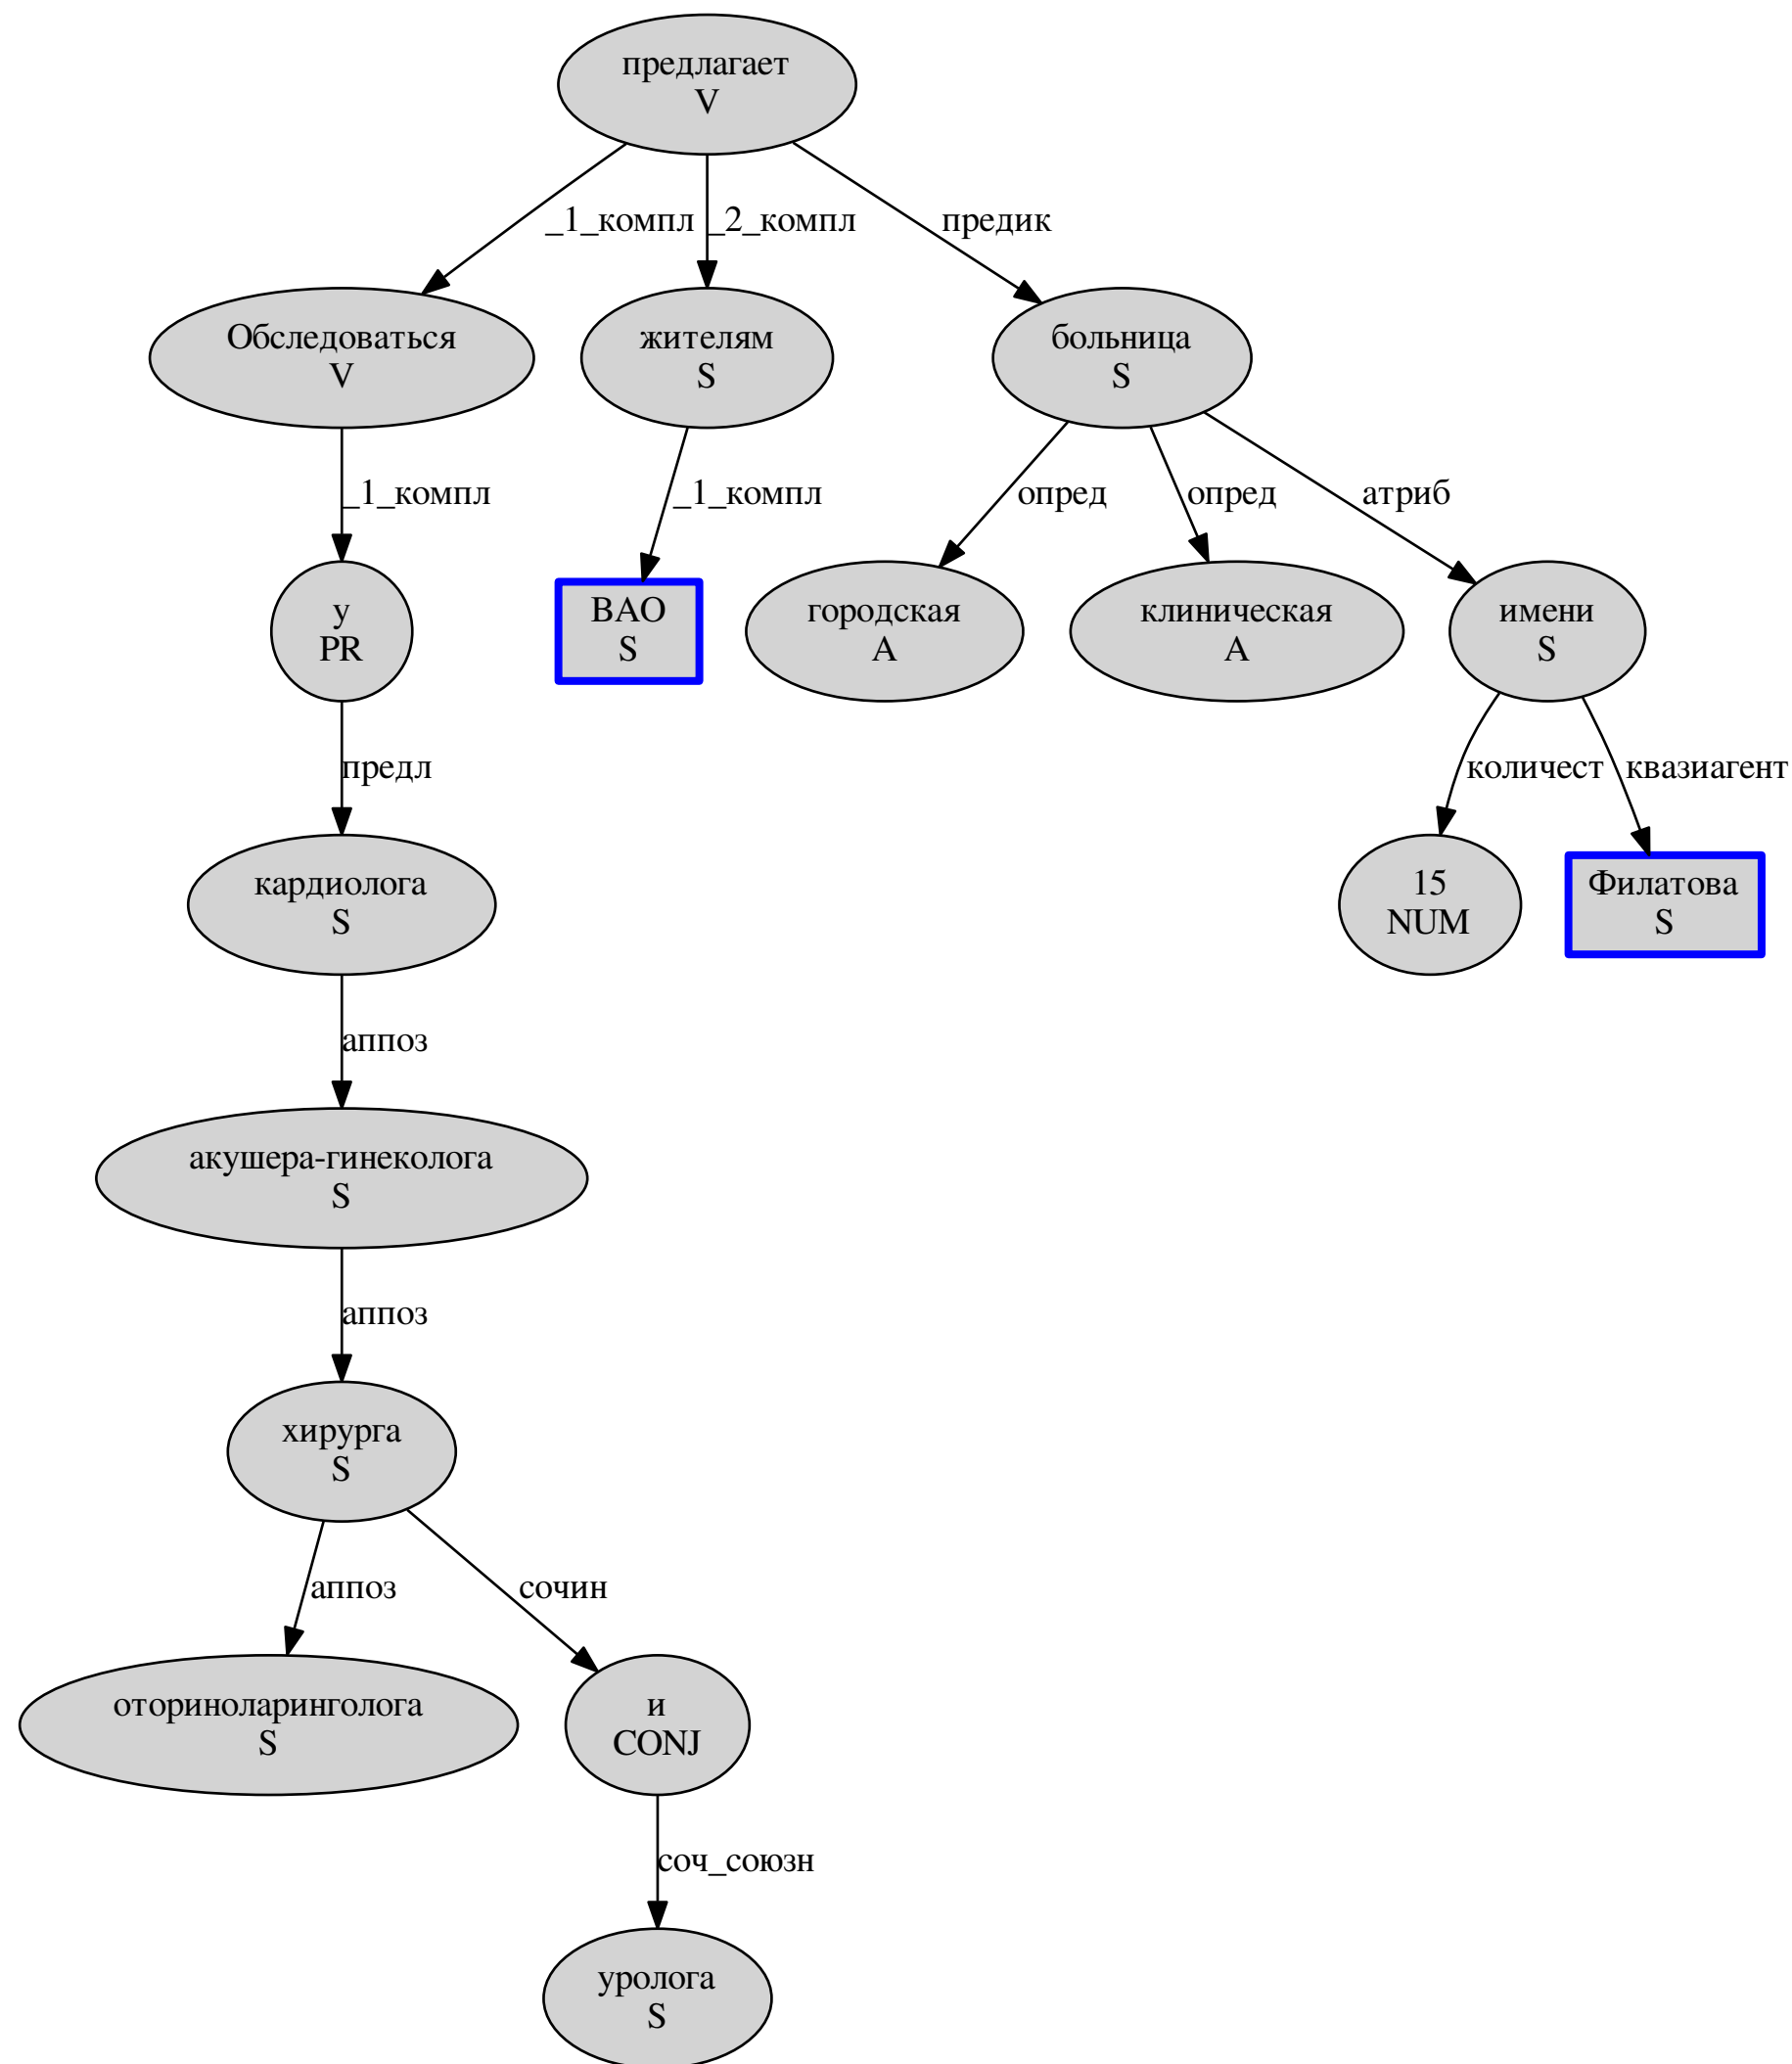 предлагает
V
_1_компл
_2_компл
предик
Обследоваться
V
жителям
S
больница
S
_1_компл
_1_компл
опред
опред
атриб
у
PR
ВАО
S
городская
A
клиническая
A
имени
S
предл
количест
квазиагент
кардиолога
S
15
NUM
Филатова
S
аппоз
акушера-гинеколога
S
аппоз
хирурга
S
аппоз
сочин
оториноларинголога
S
и
CONJ
соч_союзн
уролога
S